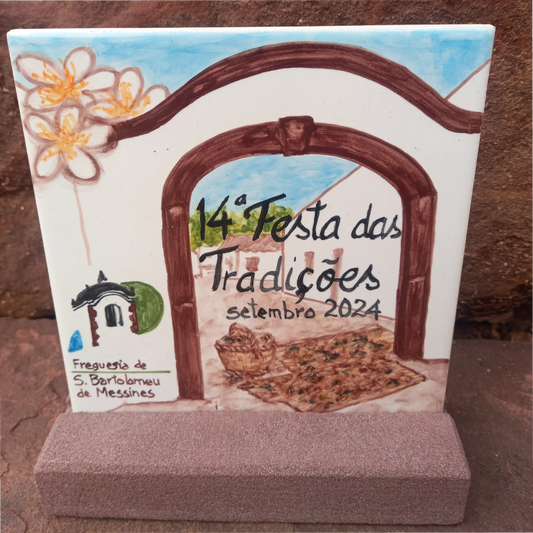 14ª Festa das
Tradições
setembro 2024
Freguesia de
S. Bartolomeu
de Messines